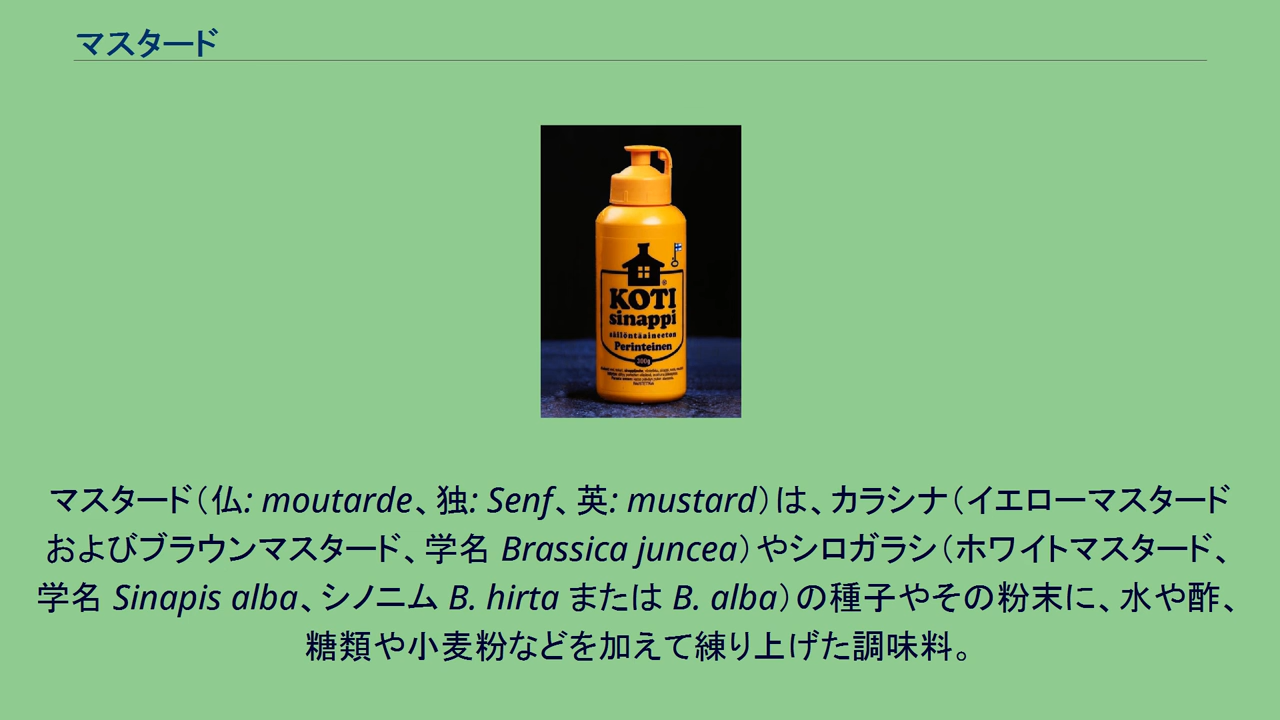 マスタード
KOTI
sinappi
säilöntäaineeton
Perinteinen
300g
マスタード（仏: moutarde、独: Senf、英: mustard）は、カラシナ（イエローマスタード
およびブラウンマスタード、学名 Brassica juncea）やシロガラシ（ホワイトマスタード、
学名 Sinapis alba、シノニム B. hirta または B. alba）の種子やその粉末に、水や酢、
糖類や小麦粉などを加えて練り上げた調味料。